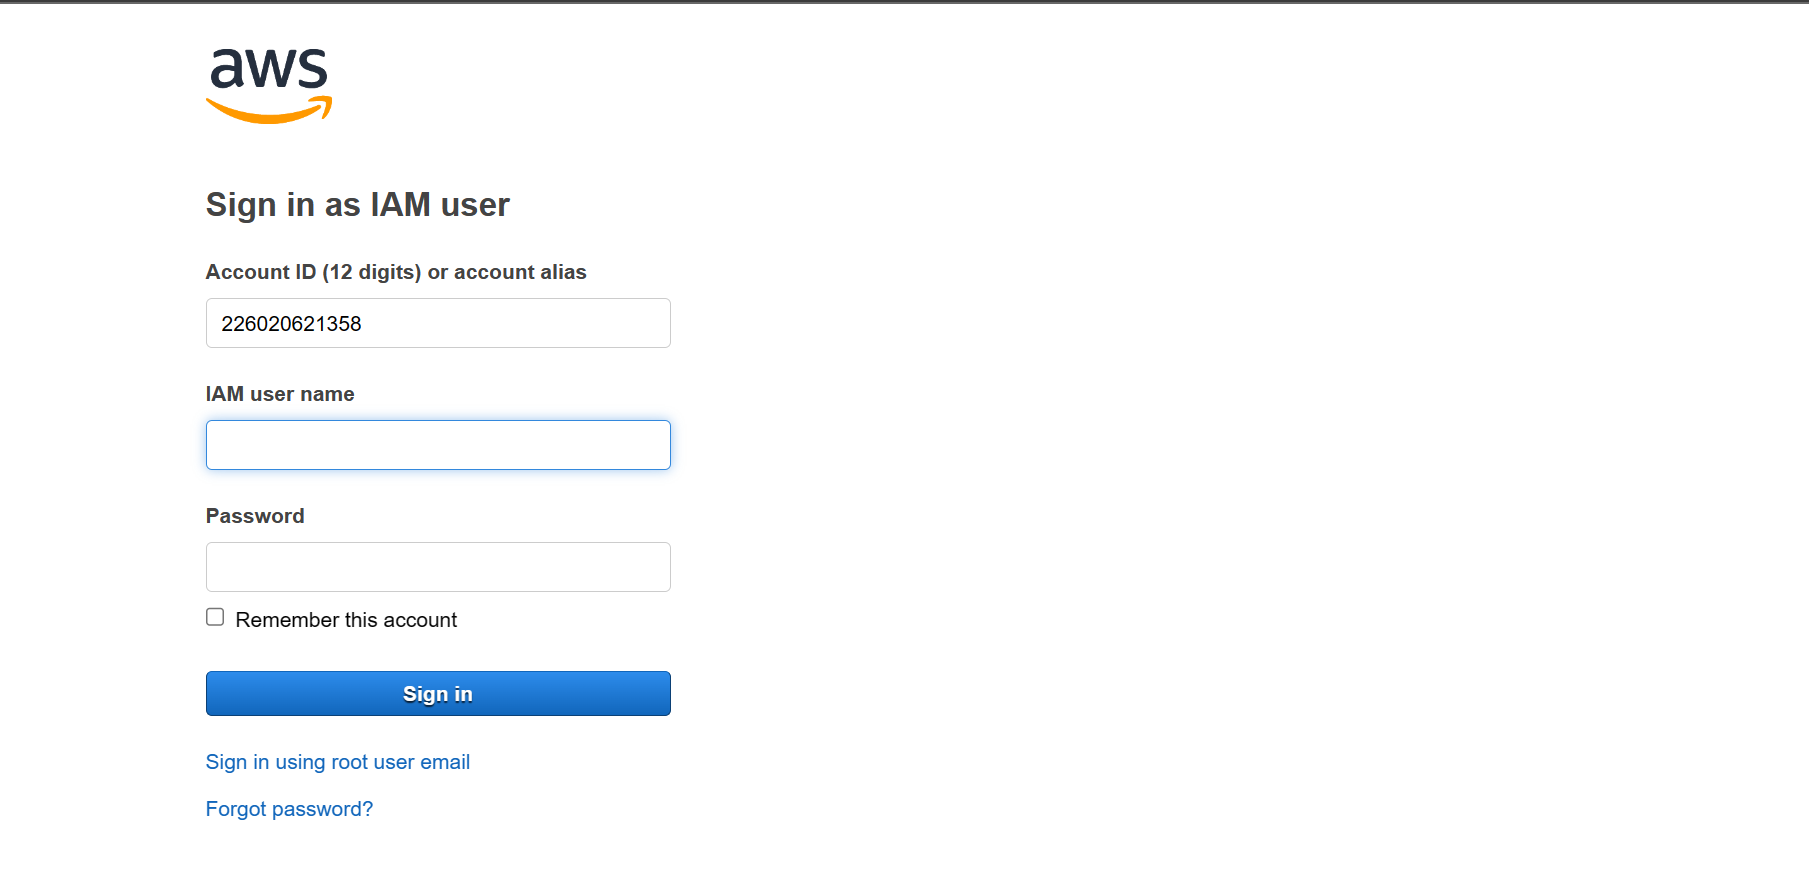 aws
Sign in as IAM user
Account ID (12 digits) or account alias
226020621358
IAM user name
Password
Remember this account
Sign in
Sign in using root user email
Forgot password?